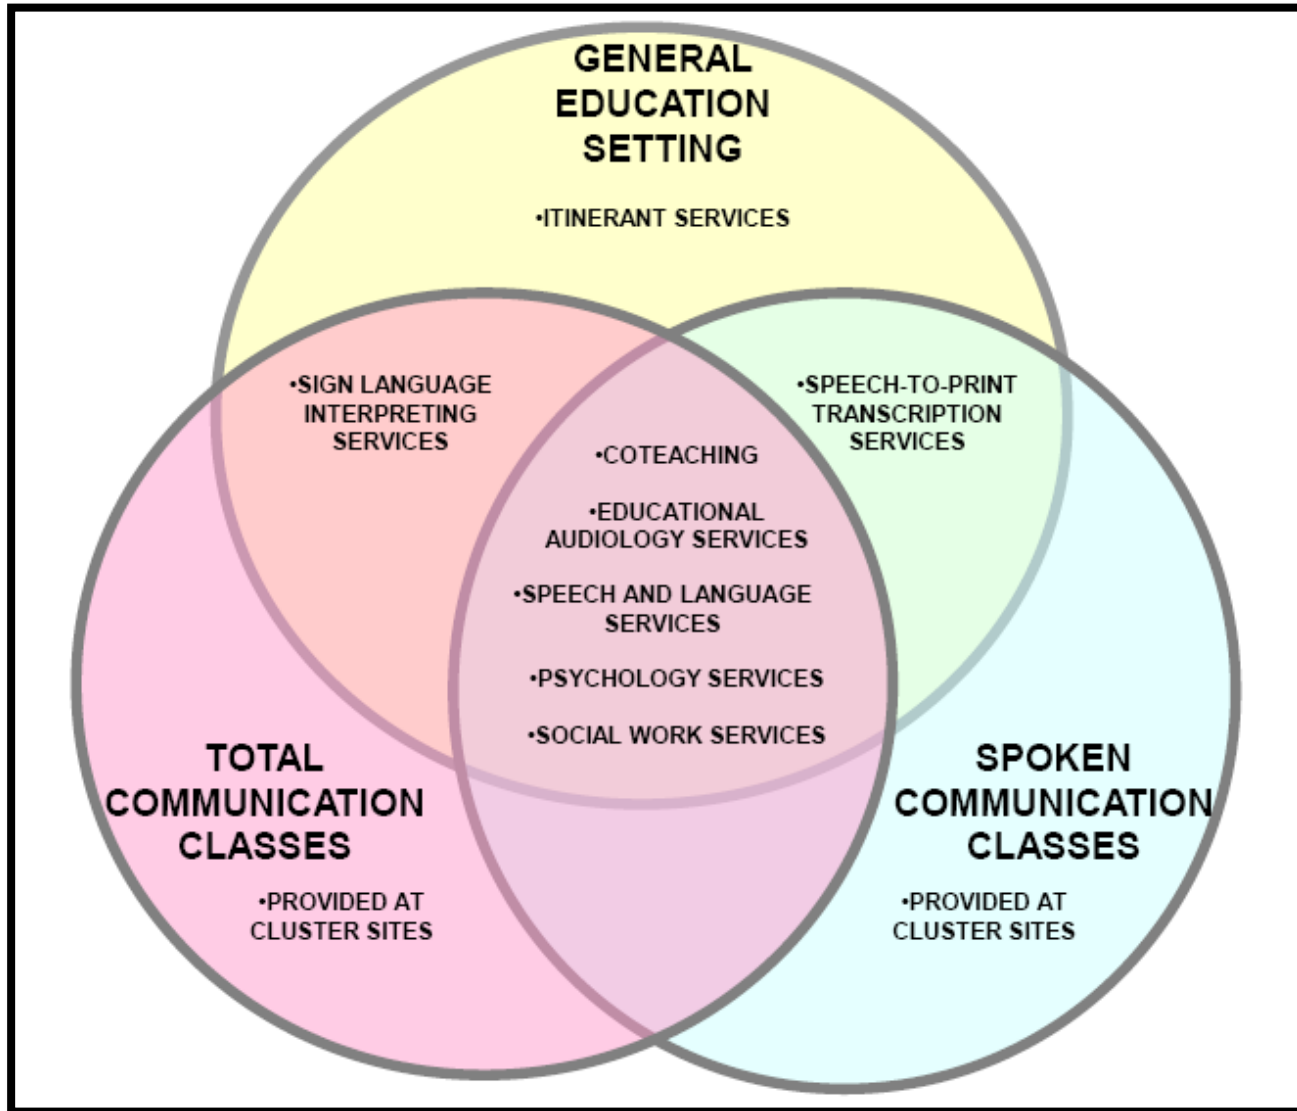 GENERAL
EDUCATION
SETTING
•ITINERANT SERVICES
•SIGN LANGUAGE
INTERPRETING
SERVICES
•SPEECH-TO-PRINT
TRANSCRIPTION
SERVICES
•COTEACHING
•EDUCATIONAL
AUDIOLOGY SERVICES
•SPEECH AND LANGUAGE
SERVICES
•PSYCHOLOGY SERVICES
•SOCIAL WORK SERVICES
TOTAL
COMMUNICATION
CLASSES
•PROVIDED AT
CLUSTER SITES
SPOKEN
COMMUNICATION
CLASSES
•PROVIDED AT
CLUSTER SITES